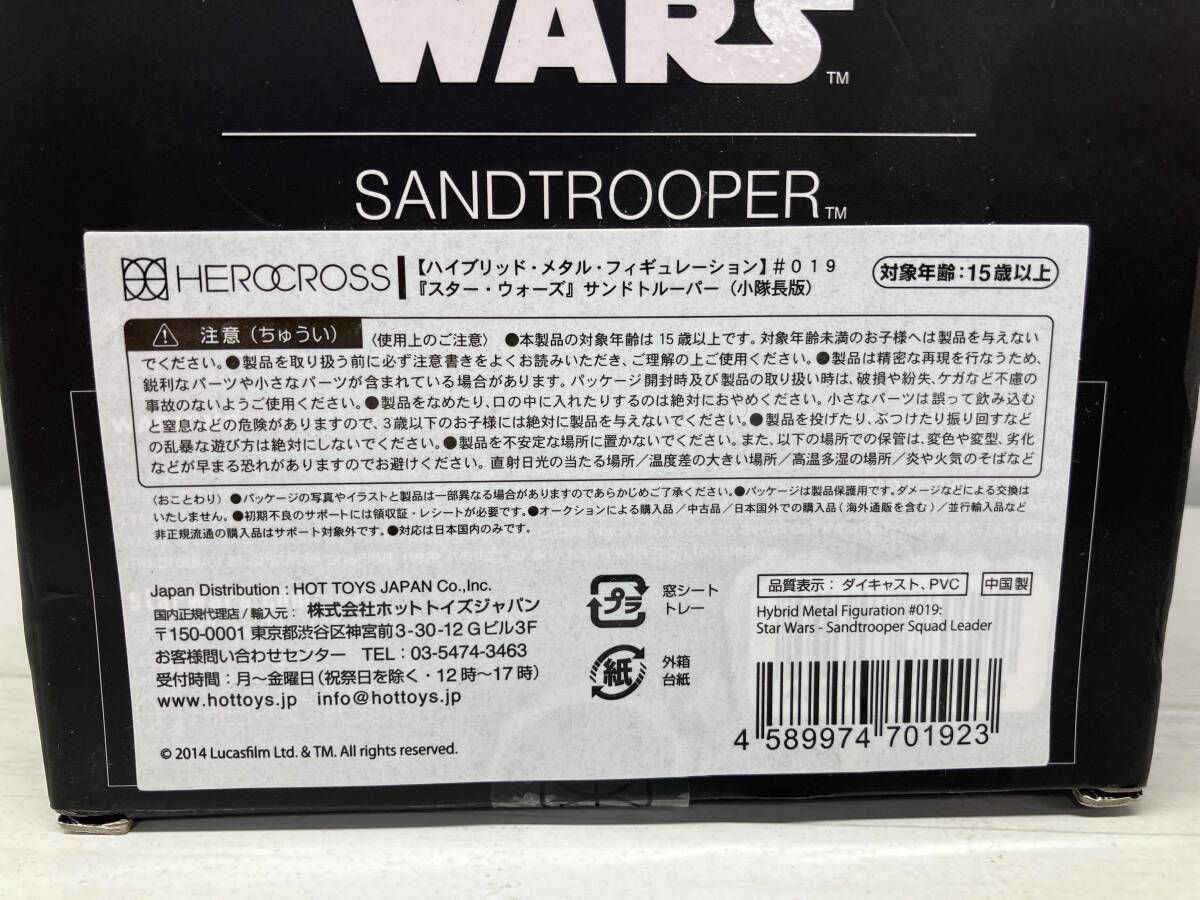 WARS™
SANDTROOPER™
HEROCROSS
【ハイブリッド・メタル・フィギュレーション】#019
『スター・ウォーズ』サンドトルーパー（小隊長版）
対象年齢：15歳以上
注意（ちゅうい）〈使用上のご注意〉 ●本製品の対象年齢は15歳以上です。対象年齢未満のお子様へは製品を与えない
でください。●製品を取り扱う前に必ず注意書きをよくお読みいただき、ご理解の上ご使用ください。●製品は精密な再現を行なうため、
鋭利なパーツや小さなパーツが含まれている場合があります。パッケージ開封時及び製品の取り扱い時は、破損や紛失、ケガなど不慮の
事故のないようご使用ください。●製品をなめたり、口の中に入れたりするのは絶対におやめください。小さなパーツは誤って飲み込む
と窒息などの危険がありますので、3歳以下のお子様には絶対に製品を与えないでください。●製品を投げたり、ぶつけたり振り回すなど
の乱暴な遊び方は絶対にしないでください。●製品を不安定な場所に置かないでください。また、以下の場所での保管は、変色や変型、劣化
などが早まる恐れがありますのでお避けください。直射日光の当たる場所／温度差の大きい場所／高温多湿の場所／炎や火気のそばなど
〈おことわり〉●パッケージの写真やイラストと製品は一部異なる場合がありますのであらかじめご了承ください。●パッケージは製品保護用です。ダメージなどによる交換は
いたしません。●初期不良のサポートには領収証・レシートが必要です。●オークションによる購入品／中古品／日本国外での購入品（海外通販を含む）／並行輸入品など
非正規流通の購入品はサポート対象外です。●対応は日本国内のみです。
Japan Distribution : HOT TOYS JAPAN Co.,Inc.
国内正規代理店／輸入元： 株式会社ホットトイズジャパン
〒150-0001 東京都渋谷区神宮前3-30-12 Gビル3F
お客様問い合わせセンター TEL：03-5474-3463
受付時間：月～金曜日（祝祭日を除く・12時～17時）
www.hottoys.jp info@hottoys.jp
© 2014 Lucasfilm Ltd. & TM. All rights reserved.
プラ
窓シート
トレー
紙
外箱
台紙
品質表示： ダイキャスト、PVC
中国製
Hybrid Metal Figuration #019:
Star Wars - Sandtrooper Squad Leader
4 589974 701923